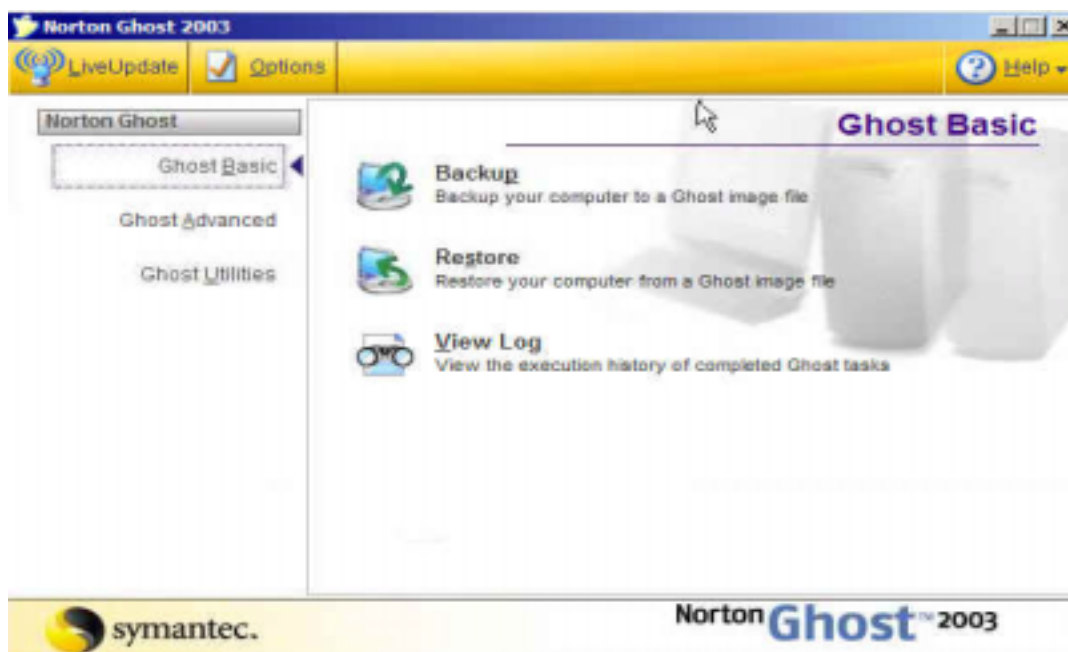 Norton Ghost 2003
LiveUpdate Options Help
Norton Ghost
Ghost Basic
Ghost Advanced
Ghost Utilities
Ghost Basic
Backup
Backup your computer to a Ghost image file
Restore
Restore your computer from a Ghost image file
View Log
View the execution history of completed Ghost tasks
symantec.
Norton Ghost™ 2003